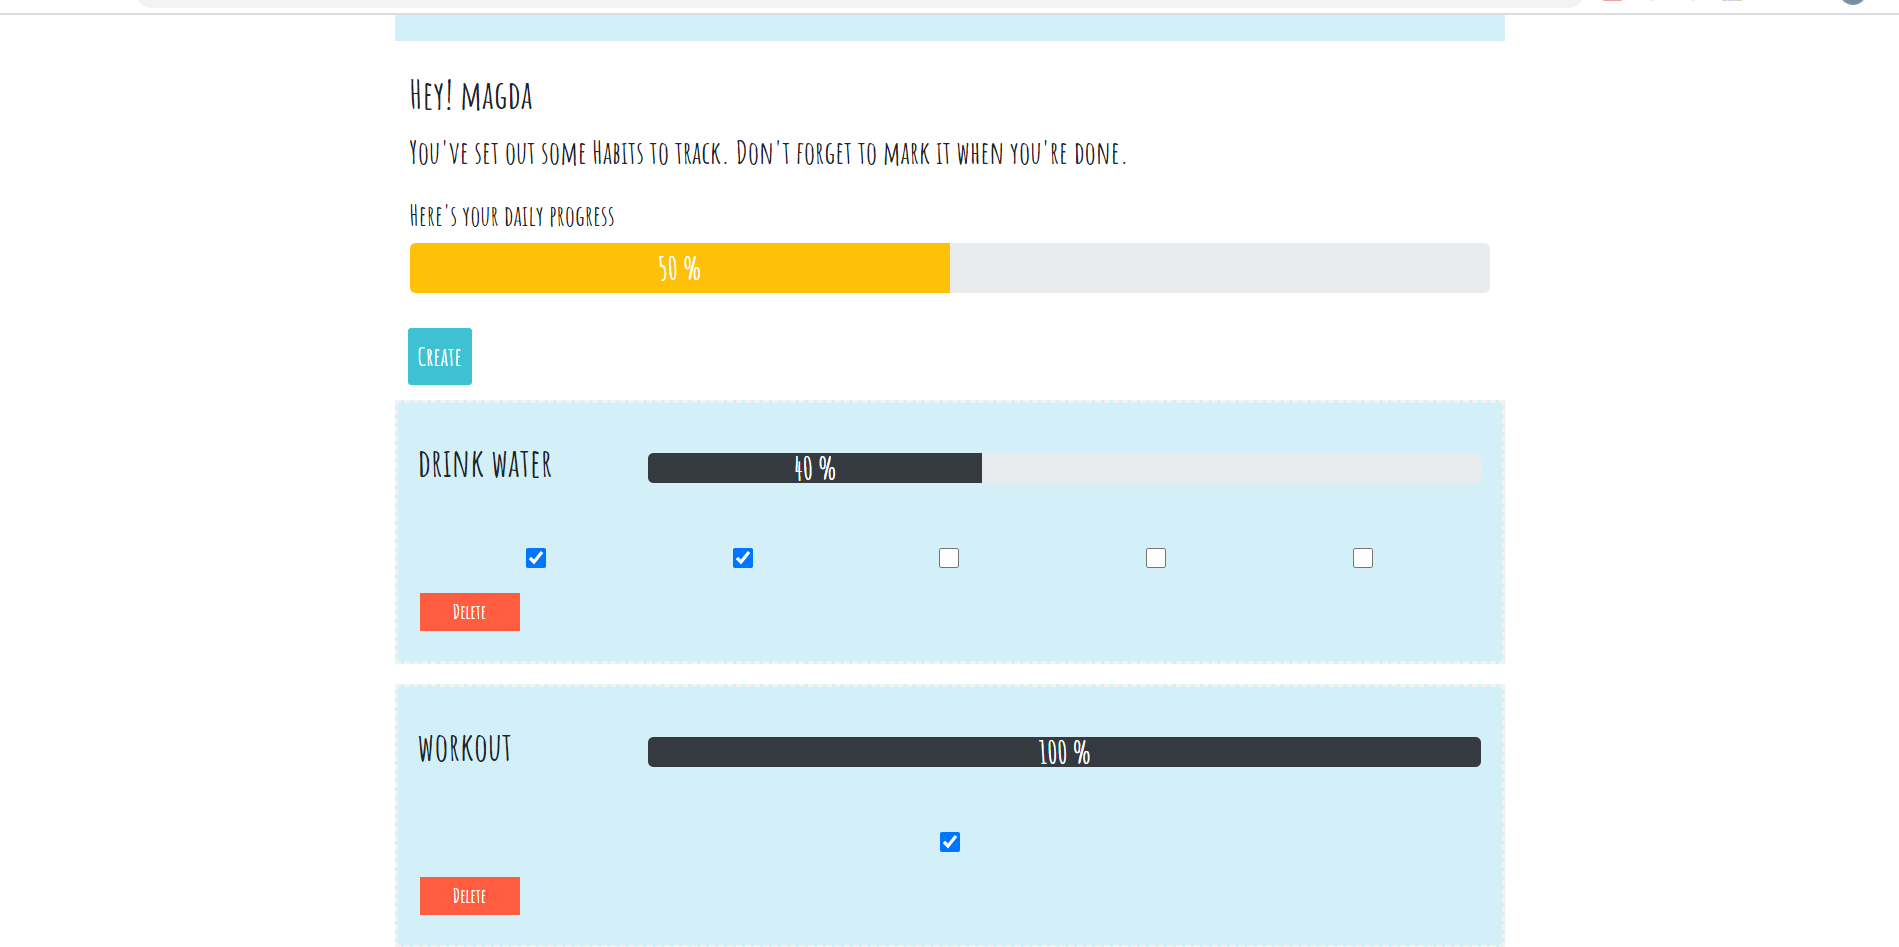 Hey! magda
You've set out some Habits to track. Don't forget to mark it when you're done.
Here's your daily progress
50 %
Create
drink water
40 %
Delete
workout
100 %
Delete